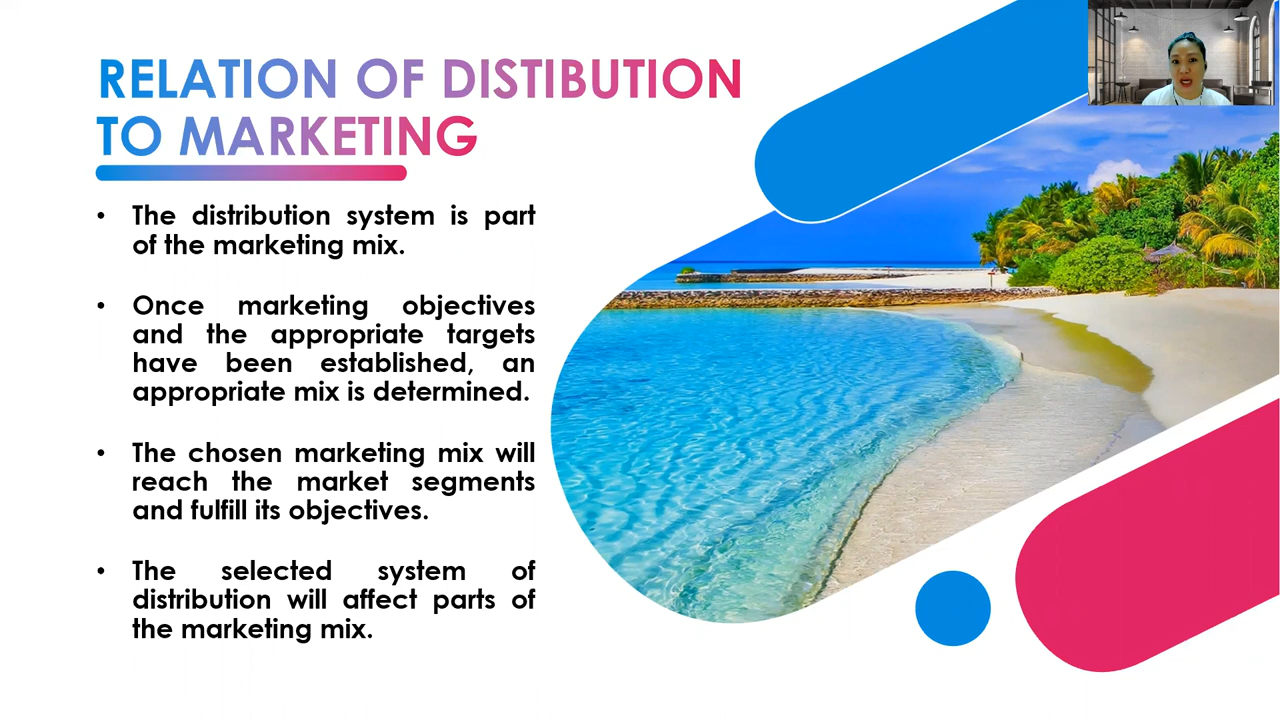 RELATION OF DISTIBUTION
TO MARKETING
• The distribution system is part
of the marketing mix.
• Once marketing objectives
and the appropriate targets
have been established, an
appropriate mix is determined.
• The chosen marketing mix will
reach the market segments
and fulfill its objectives.
• The selected system of
distribution will affect parts of
the marketing mix.